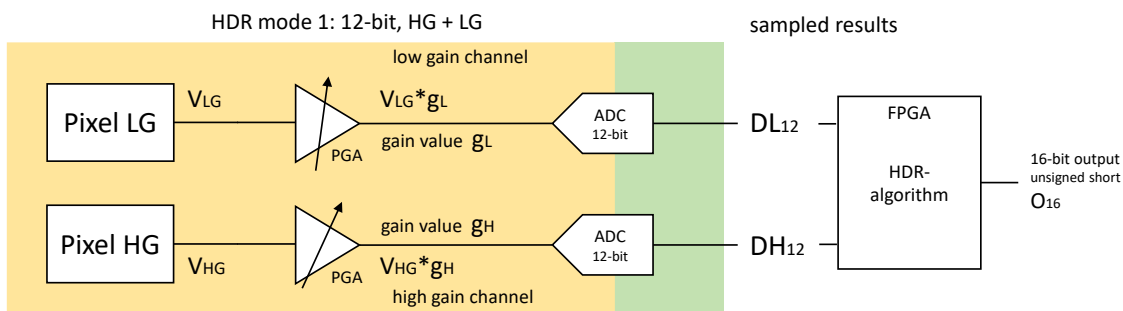 HDR mode 1: 12-bit, HG + LG
sampled results
low gain channel
Pixel LG
VLG
PGA
VLG*gL
gain value gL
ADC
12-bit
DL12
FPGA
HDR-
algorithm
16-bit output
unsigned short
O16
Pixel HG
VHG
PGA
gain value gH
VHG*gH
high gain channel
ADC
12-bit
DH12